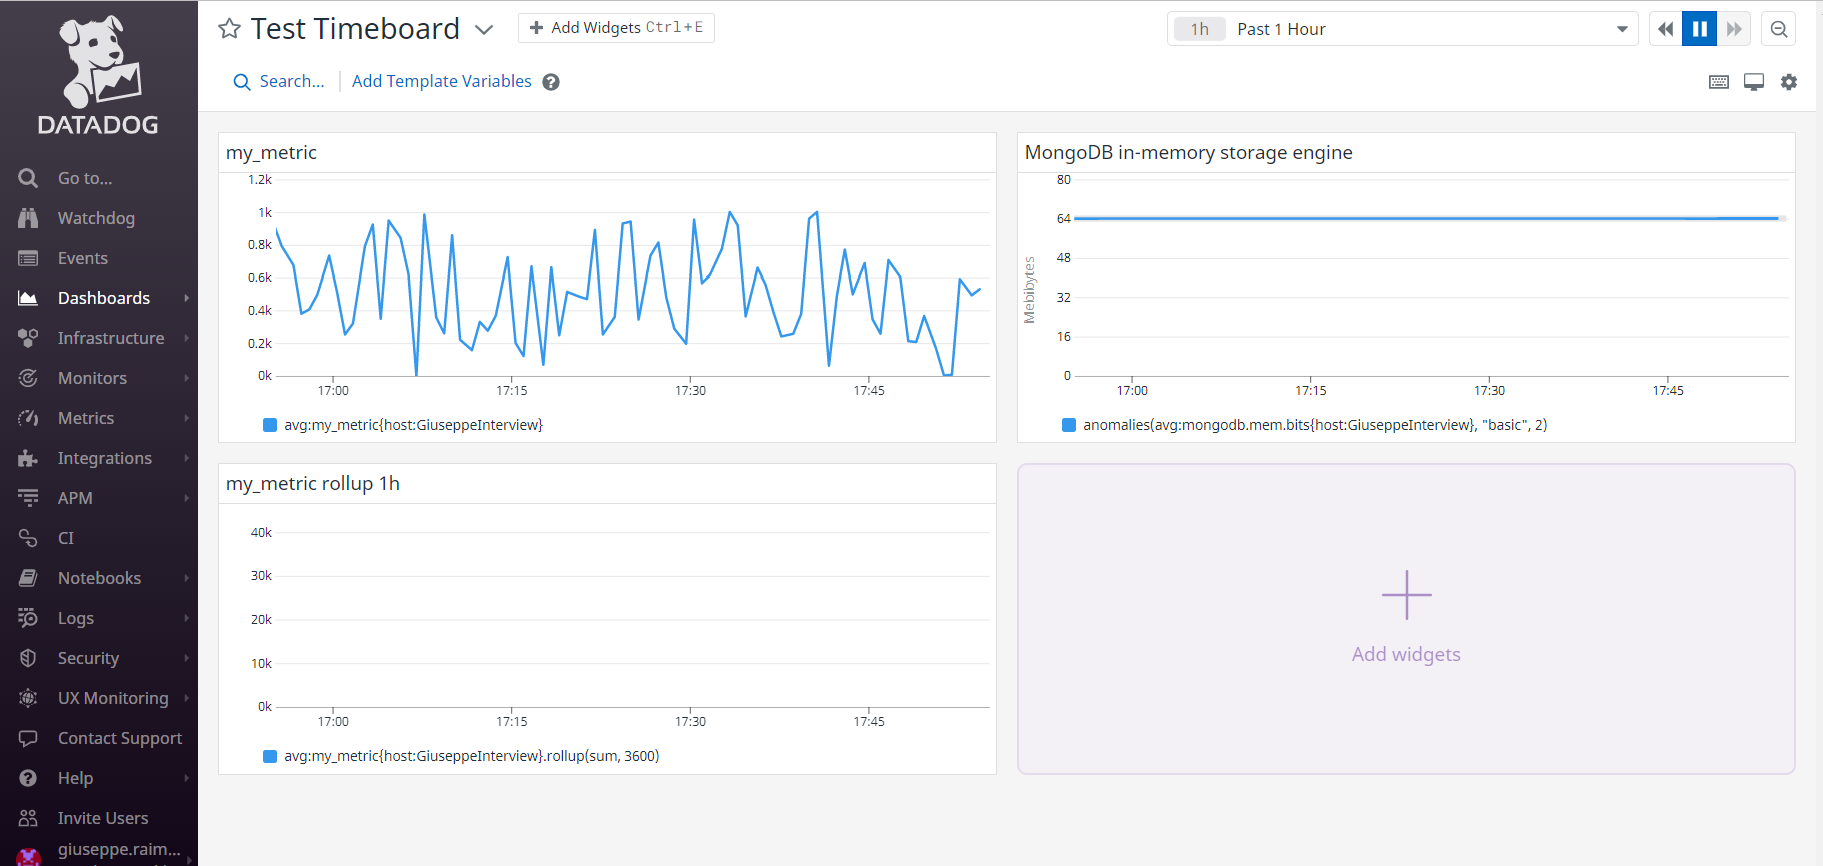 DATADOG
Go to...
Watchdog
Events
Dashboards
Infrastructure
Monitors
Metrics
Integrations
APM
CI
Notebooks
Logs
Security
UX Monitoring
Contact Support
Help
Invite Users
giuseppe.raim...
Test Timeboard
+ Add Widgets Ctrl+E
1h Past 1 Hour
Search... Add Template Variables ?
my_metric
1.2k
1k
0.8k
0.6k
0.4k
0.2k
0k
17:00 17:15 17:30 17:45
avg:my_metric{host:GiuseppeInterview}
MongoDB in-memory storage engine
Mebibytes
80
64
48
32
16
0
17:00 17:15 17:30 17:45
anomalies(avg:mongodb.mem.bits{host:GiuseppeInterview}, "basic", 2)
my_metric rollup 1h
40k
30k
20k
10k
0k
17:00 17:15 17:30 17:45
avg:my_metric{host:GiuseppeInterview}.rollup(sum, 3600)
Add widgets